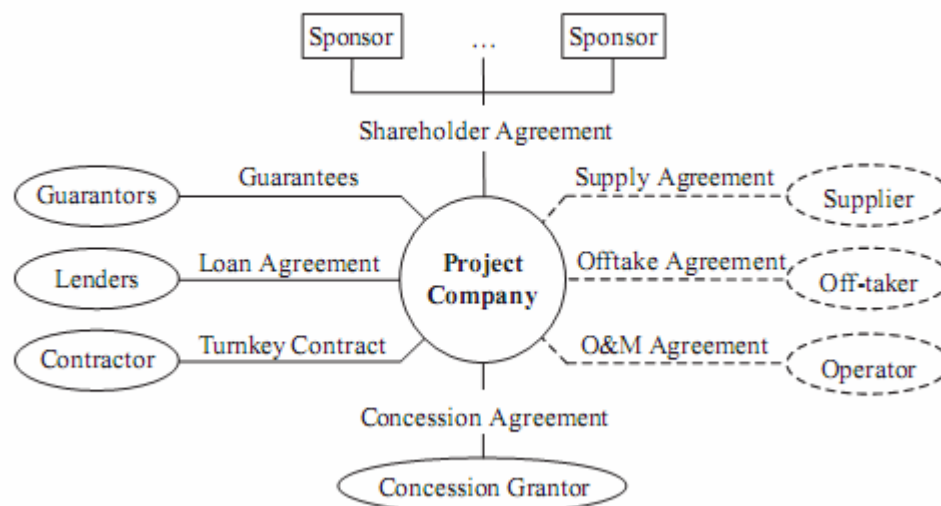 Sponsor ... Sponsor
Shareholder Agreement
Guarantors Guarantees Supply Agreement Supplier
Lenders Loan Agreement Project Company Offtake Agreement Off-taker
Contractor Turnkey Contract O&M Agreement Operator
Concession Agreement
Concession Grantor